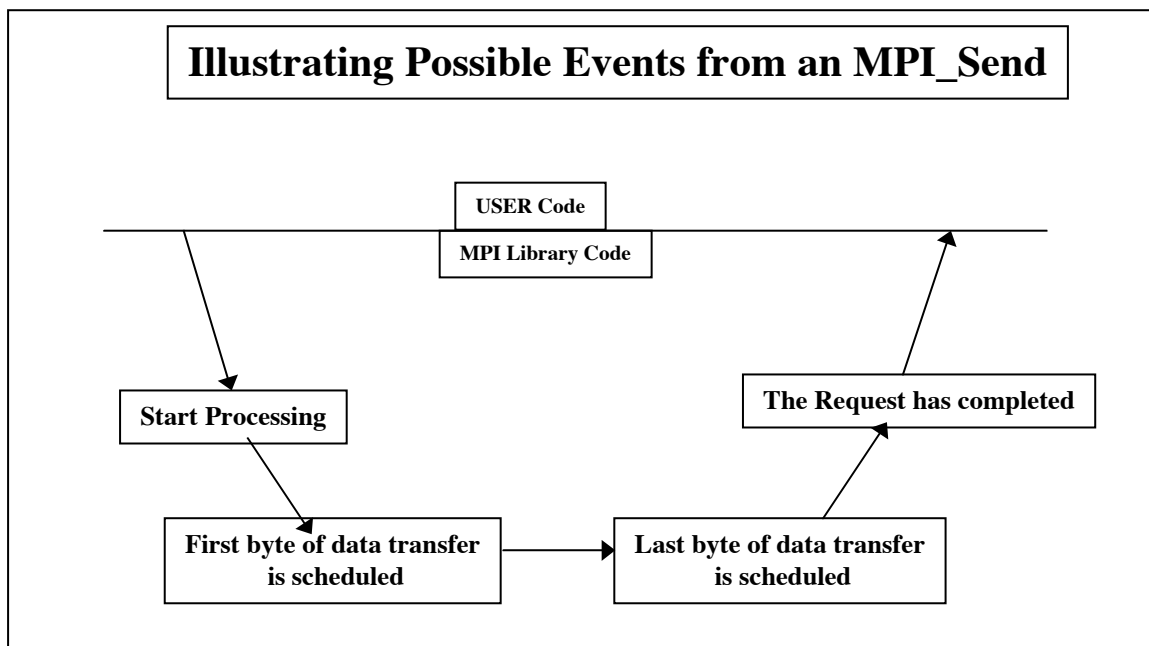 Illustrating Possible Events from an MPI_Send
USER Code
MPI Library Code
Start Processing
The Request has completed
First byte of data transfer
is scheduled
Last byte of data transfer
is scheduled